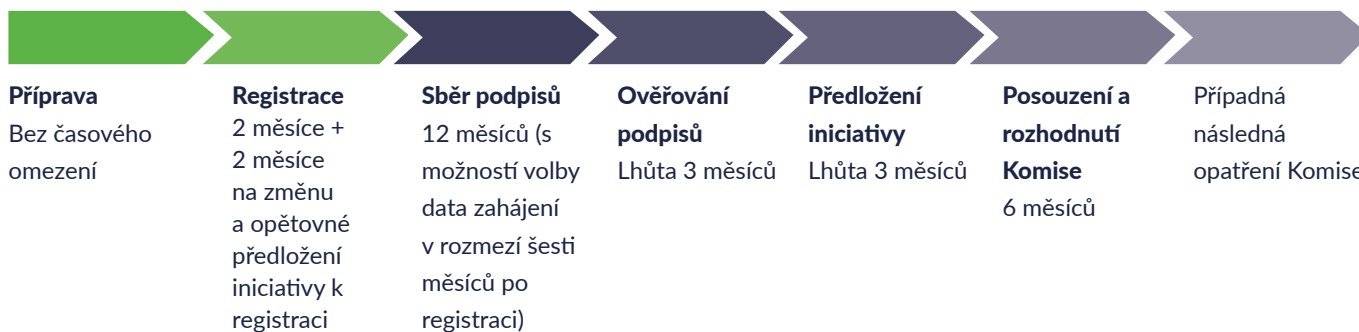 Příprava
Bez časového
omezení
Registrace
2 měsíce +
2 měsíce
na změnu
a opětovné
předložení
iniciativy k
registraci
Sběr podpisů
12 měsíců (s
možností volby
data zahájení
v rozmezí šesti
měsíců po
registraci)
Ověřování
podpisů
Lhůta 3 měsíců
Předložení
iniciativy
Lhůta 3 měsíců
Posouzení a
rozhodnutí
Komise
6 měsíců
Případná
následná
opatření Komise